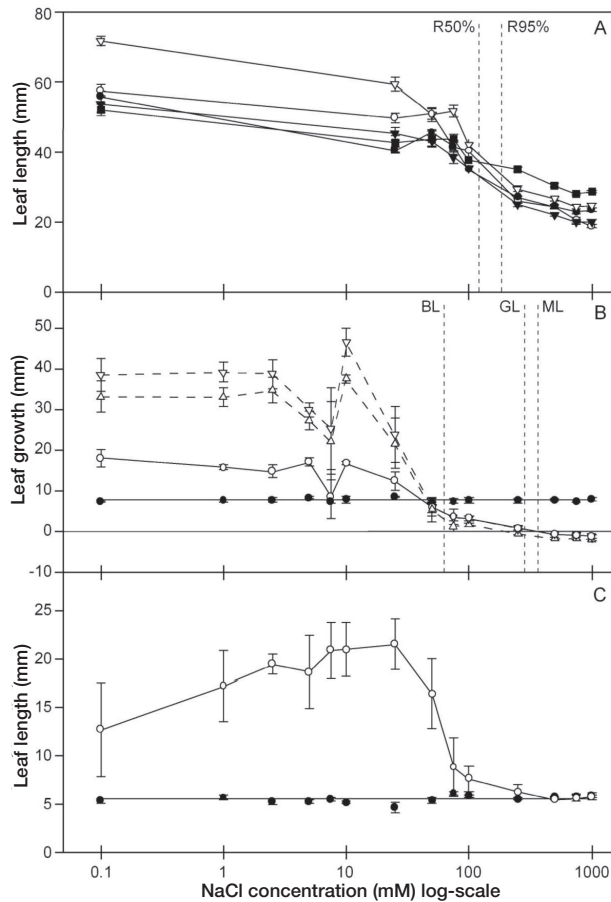 R50% R95% A
80
60
40
20
0
Leaf length (mm)
BL GL ML B
50
40
30
20
10
0
-10
Leaf growth (mm)
C
25
20
15
10
5
0
Leaf length (mm)
0.1 1 10 100 1000
NaCl concentration (mM) log-scale